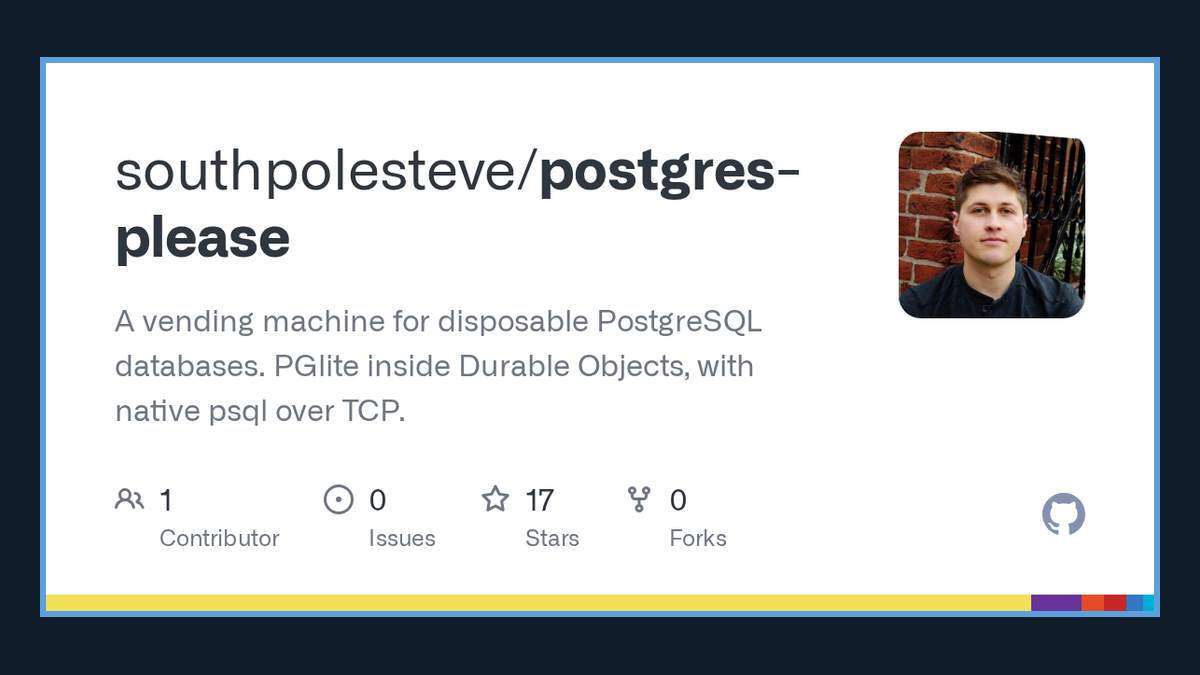 southpolesteve/postgres-
please
A vending machine for disposable PostgreSQL
databases. PGlite inside Durable Objects, with
native psql over TCP.
1
Contributor
0
Issues
17
Stars
0
Forks